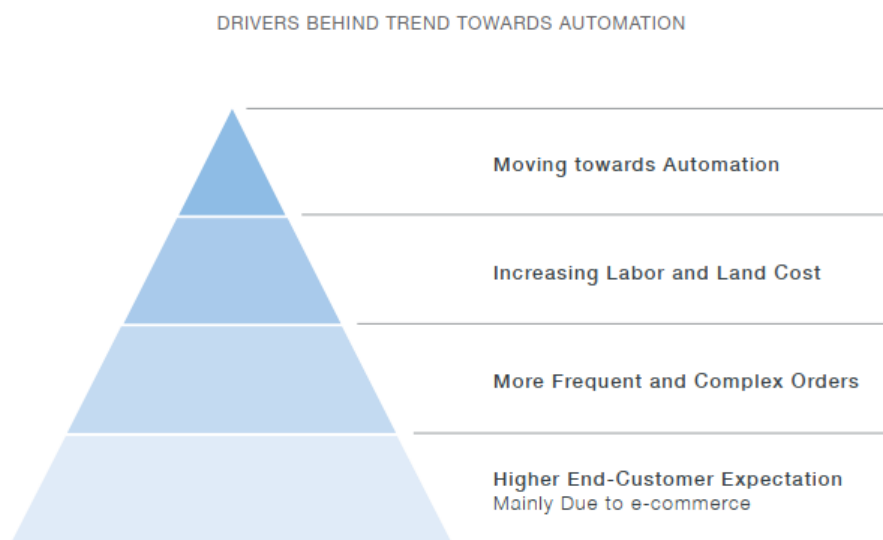 DRIVERS BEHIND TREND TOWARDS AUTOMATION
Moving towards Automation
Increasing Labor and Land Cost
More Frequent and Complex Orders
Higher End-Customer Expectation
Mainly Due to e-commerce